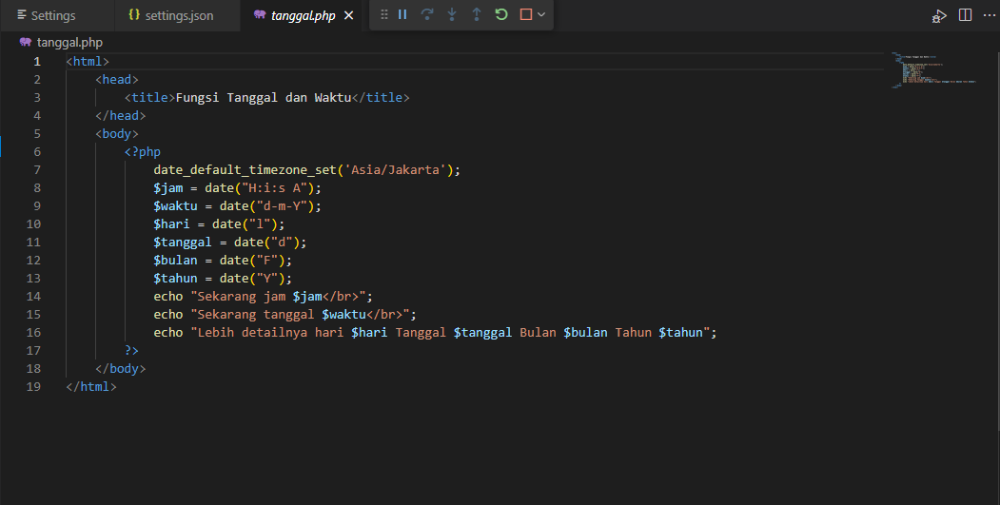 Settings
{} settings.json
tanggal.php
tanggal.php
1 <html>
2 <head>
3 <title>Fungsi Tanggal dan Waktu</title>
4 </head>
5 <body>
6 <?php
7 date_default_timezone_set('Asia/Jakarta');
8 $jam = date("H:i:s A");
9 $waktu = date("d-m-Y");
10 $hari = date("l");
11 $tanggal = date("d");
12 $bulan = date("F");
13 $tahun = date("Y");
14 echo "Sekarang jam $jam</br>";
15 echo "Sekarang tanggal $waktu</br>";
16 echo "Lebih detailnya hari $hari Tanggal $tanggal Bulan $bulan Tahun $tahun";
17 ?>
18 </body>
19 </html>